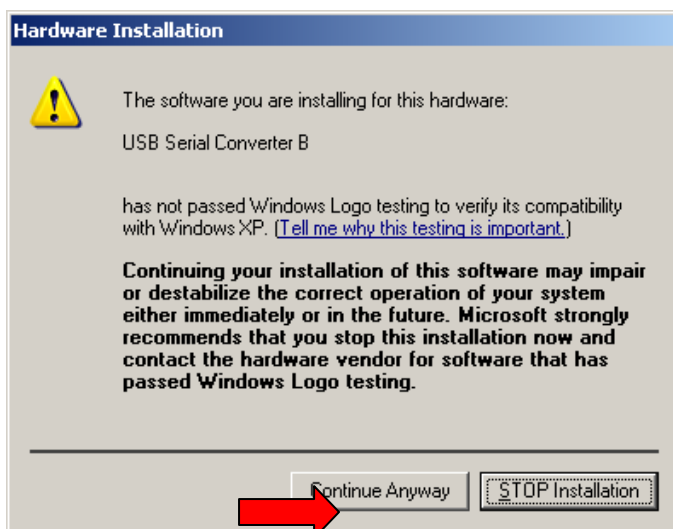 Hardware Installation
The software you are installing for this hardware:
USB Serial Converter B
has not passed Windows Logo testing to verify its compatibility
with Windows XP. (Tell me why this testing is important.)
Continuing your installation of this software may impair
or destabilize the correct operation of your system
either immediately or in the future. Microsoft strongly
recommends that you stop this installation now and
contact the hardware vendor for software that has
passed Windows Logo testing.
Continue Anyway STOP Installation